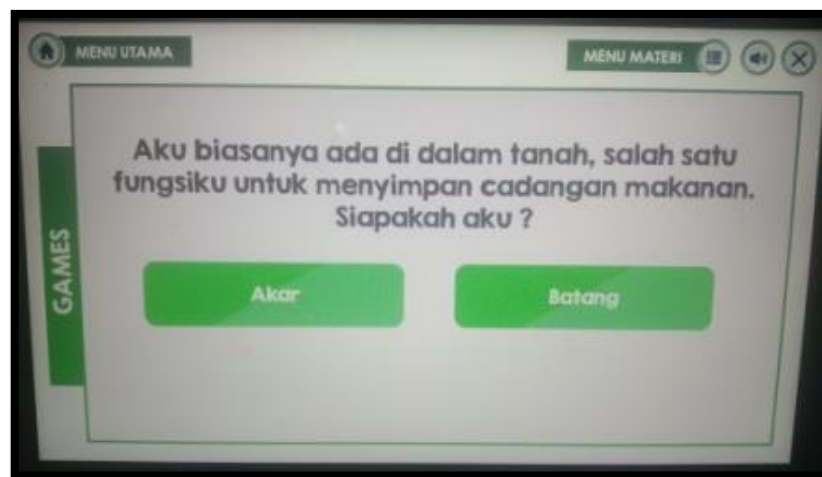 MENU UTAMA
MENU MATERI
GAMES
Aku biasanya ada di dalam tanah, salah satu
fungsiku untuk menyimpan cadangan makanan.
Siapakah aku ?
Akar
Batang